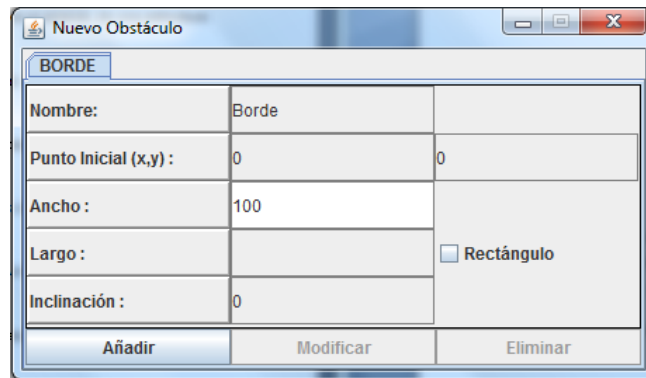 Nuevo Obstáculo
BORDE
Nombre: Borde
Punto Inicial (x,y) : 0 0
Ancho : 100
Largo : Rectángulo
Inclinación : 0
Añadir Modificar Eliminar